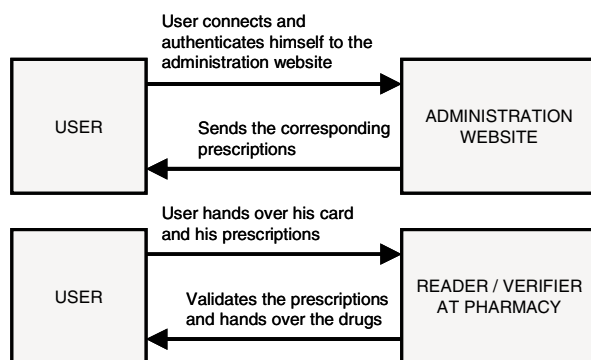 User connects and
authenticates himself to the
administration website
USER
ADMINISTRATION
WEBSITE
Sends the corresponding
prescriptions
User hands over his card
and his prescriptions
USER
READER / VERIFIER
AT PHARMACY
Validates the prescriptions
and hands over the drugs